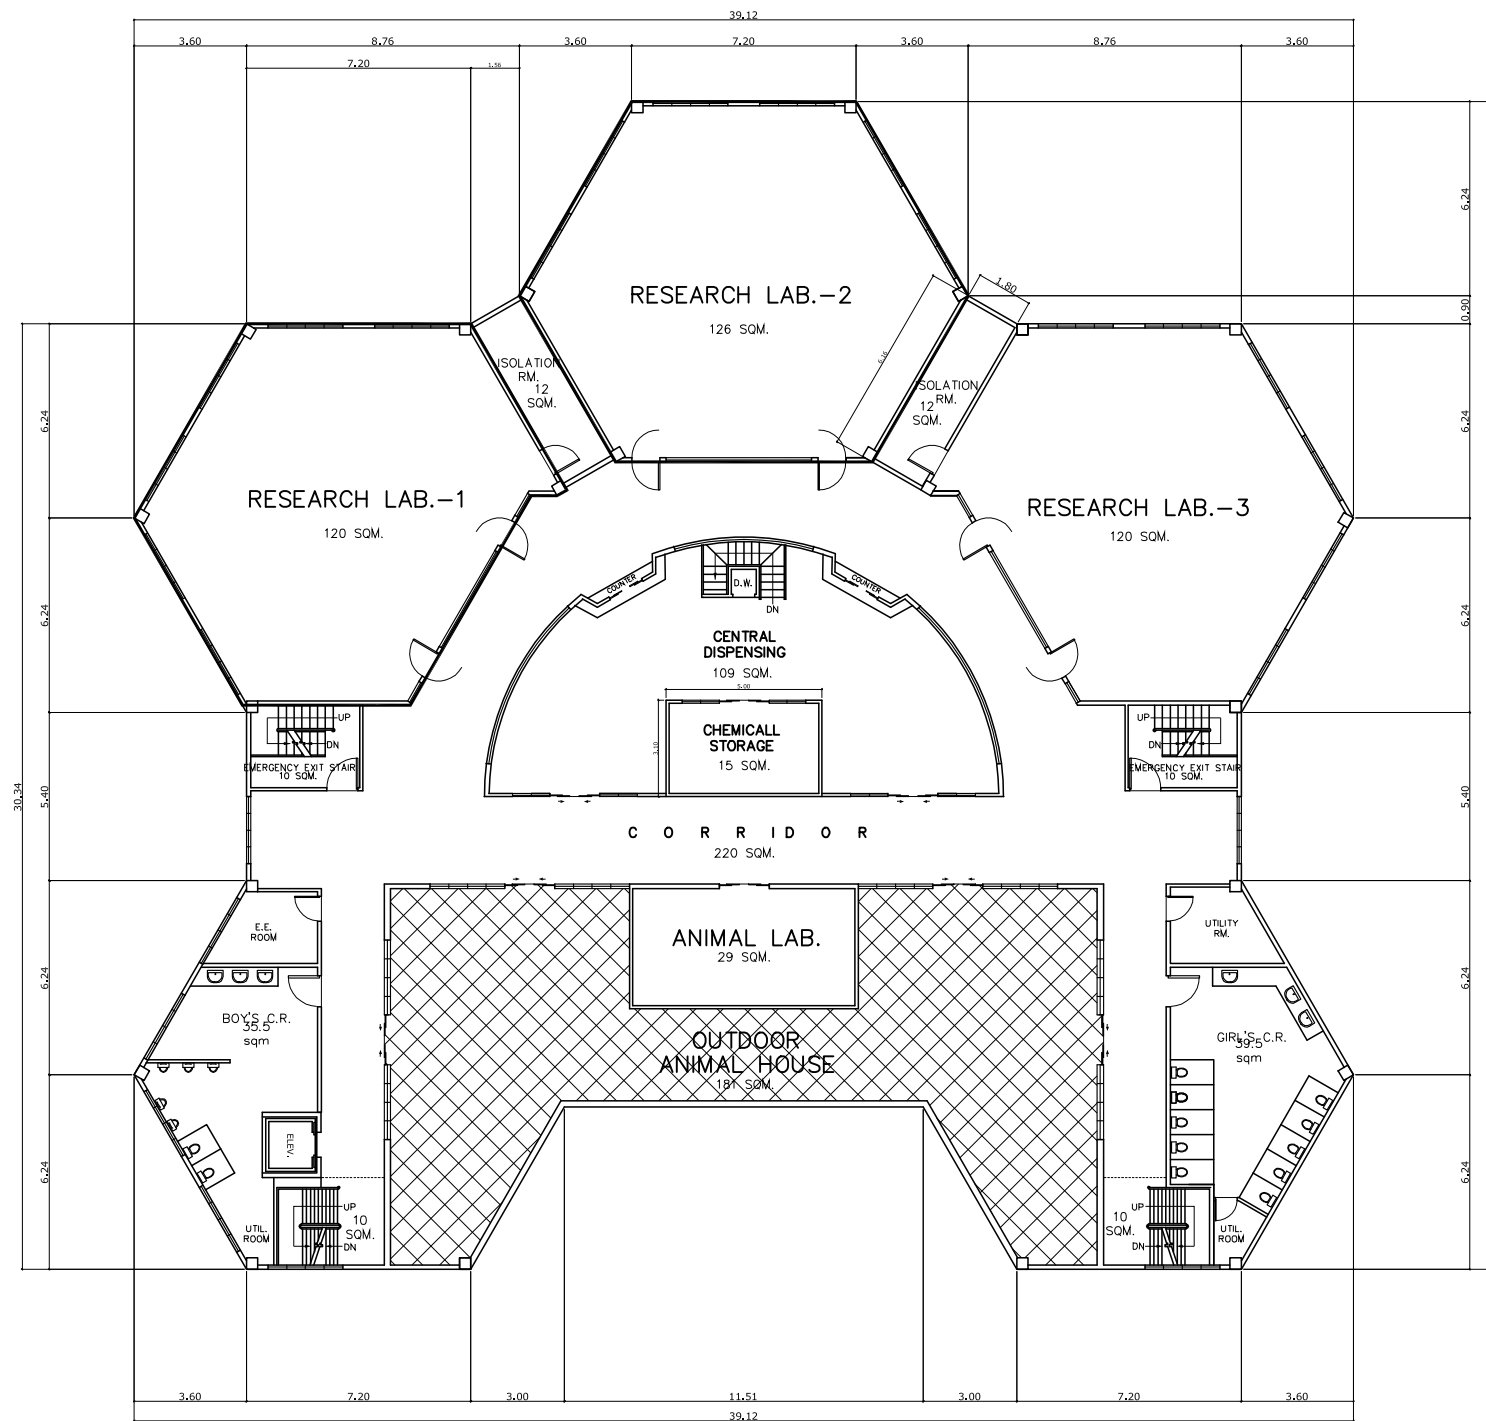 39.12
3.60 8.76 3.60 7.20 3.60 8.76 3.60
7.20 1.56
6.24
1.80
0.90
RESEARCH LAB.-2
126 SQM.
6.16
ISOLATION
RM.
12
SQM.
ISOLATION
RM.
12
SQM.
6.24
6.24
RESEARCH LAB.-1
120 SQM.
RESEARCH LAB.-3
120 SQM.
COUNTER
D.W.
COUNTER
DN
6.24
6.24
CENTRAL
DISPENSING
109 SQM.
5.00
3.10
CHEMICALL
STORAGE
15 SQM.
UP
DN
EMERGENCY EXIT STAIR
10 SQM.
UP
DN
EMERGENCY EXIT STAIR
10 SQM.
30.34
5.40
5.40
C O R R I D O R
220 SQM.
E.E.
ROOM
ANIMAL LAB.
29 SQM.
UTILITY
RM.
6.24
6.24
BOY'S C.R.
35.5
sqm
OUTDOOR
ANIMAL HOUSE
181 SQM.
GIRL'S C.R.
39.5
sqm
ELEV.
6.24
6.24
UTIL.
ROOM
UP
DN
10
SQM.
10
SQM.
UP
DN
UTIL.
ROOM
3.60 7.20 3.00 11.51 3.00 7.20 3.60
39.12